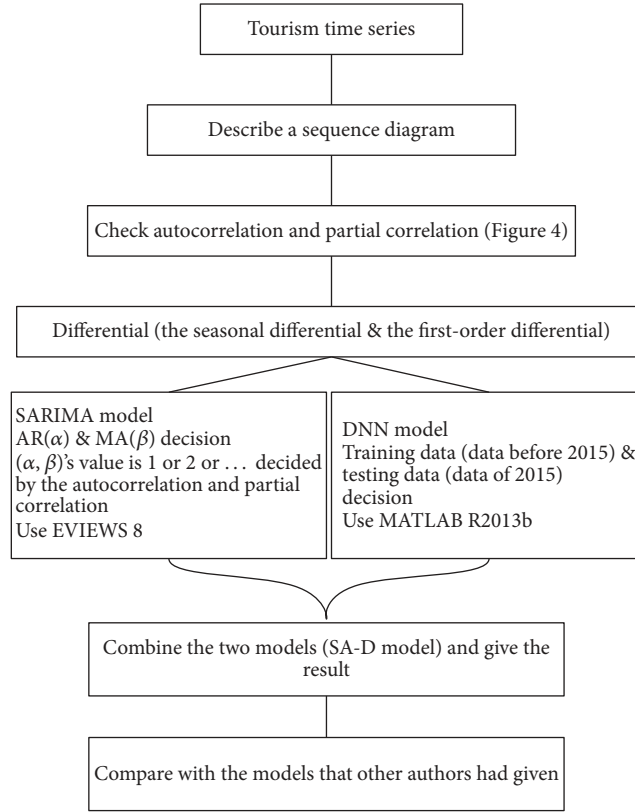 Tourism time series
Describe a sequence diagram
Check autocorrelation and partial correlation (Figure 4)
Differential (the seasonal differential & the first-order differential)
SARIMA model
AR(α) & MA(β) decision
(α, β)'s value is 1 or 2 or … decided
by the autocorrelation and partial
correlation
Use EVIEWS 8
DNN model
Training data (data before 2015) &
testing data (data of 2015)
decision
Use MATLAB R2013b
Combine the two models (SA-D model) and give the
result
Compare with the models that other authors had given